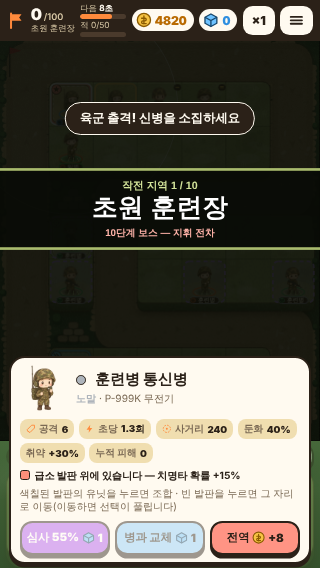 0 /100
초원 훈련장
다음 8초
적 0/50
4820
0
×1
육군 출격! 신병을 소집하세요
작전 지역 1 / 10
초원 훈련장
10단계 보스 — 지휘 전차
훈련병 통신병
노말 · P-999K 무전기
공격 6
초당 1.3회
사거리 240
둔화 40%
취약 +30%
누적 피해 0
급소 발판 위에 있습니다 — 치명타 확률 +15%
색칠된 발판의 유닛을 누르면 조합 · 빈 발판을 누르면 그 자리
로 이동(이동하면 선택이 풀립니다)
심사 55% 1
병과 교체 1
전역 +8